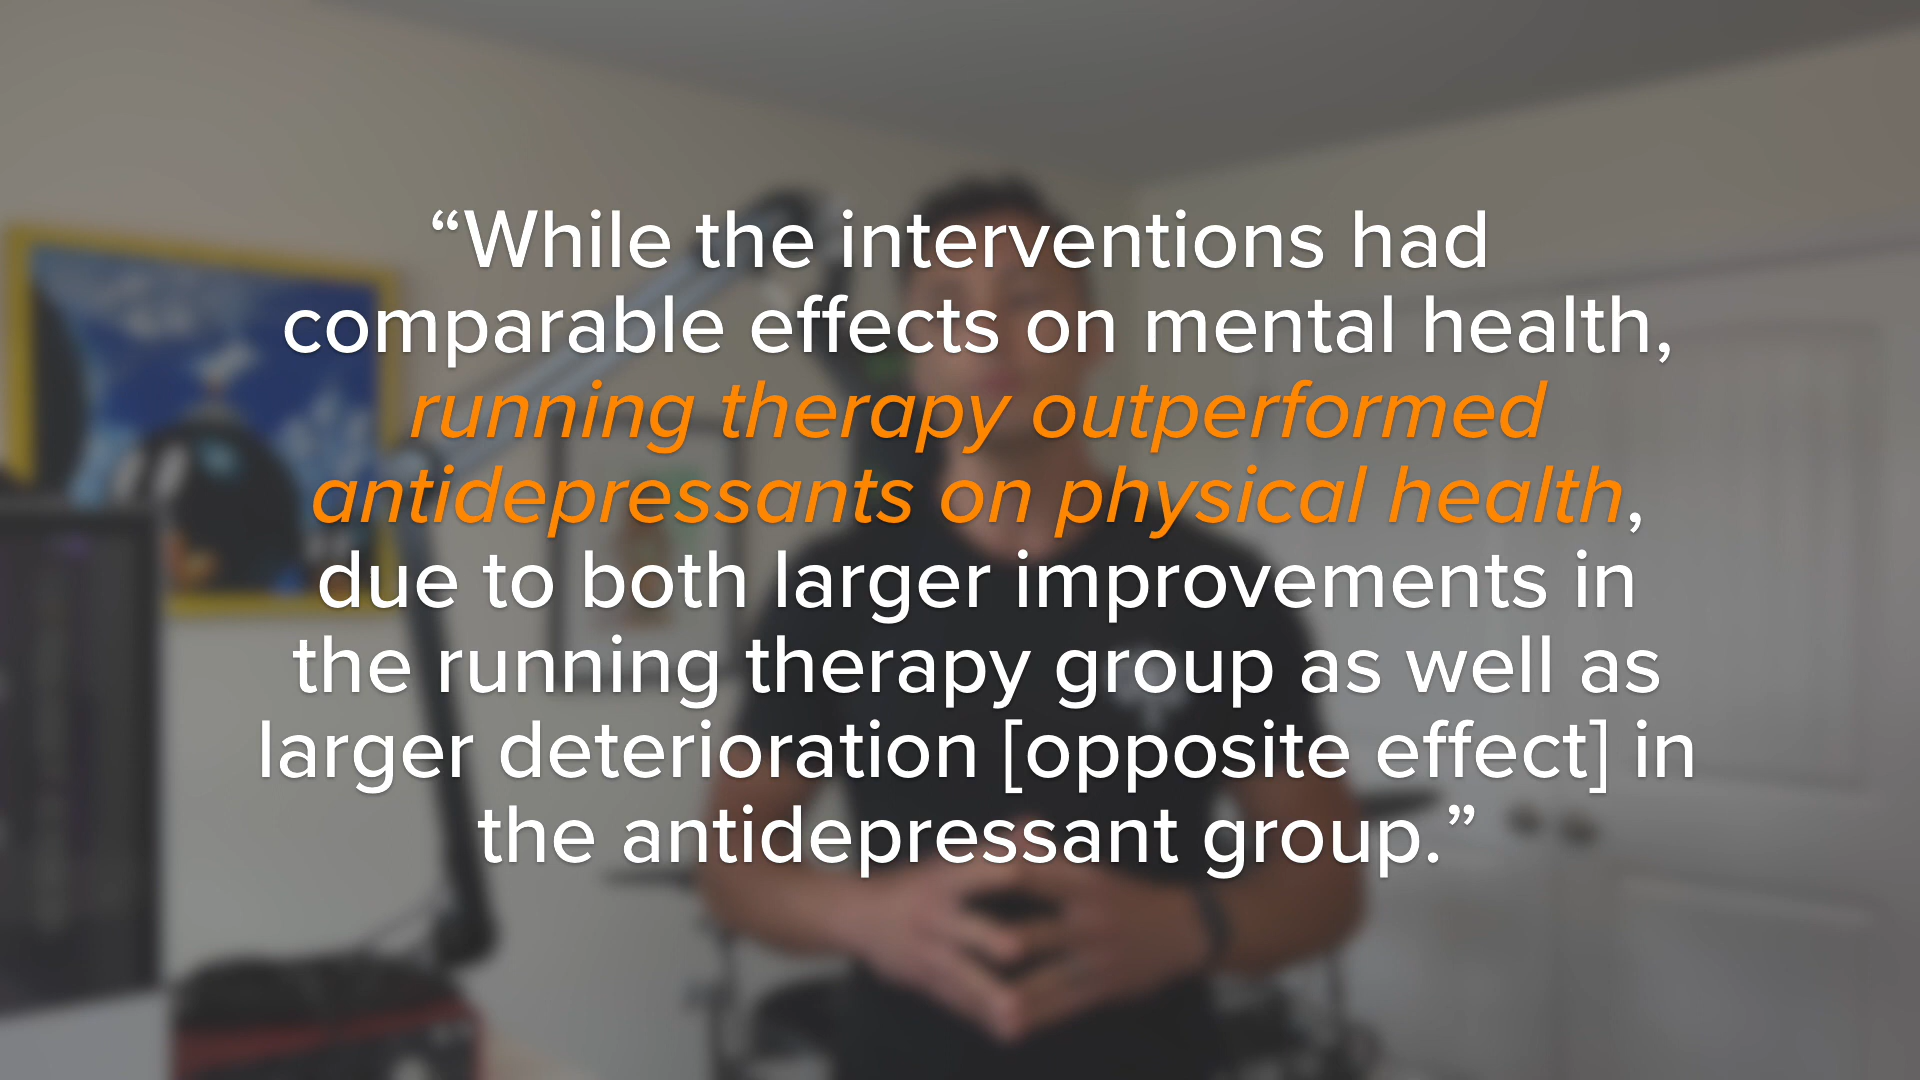 “While the interventions had
comparable effects on mental health,
running therapy outperformed
antidepressants on physical health,
due to both larger improvements in
the running therapy group as well as
larger deterioration [opposite effect] in
the antidepressant group.”